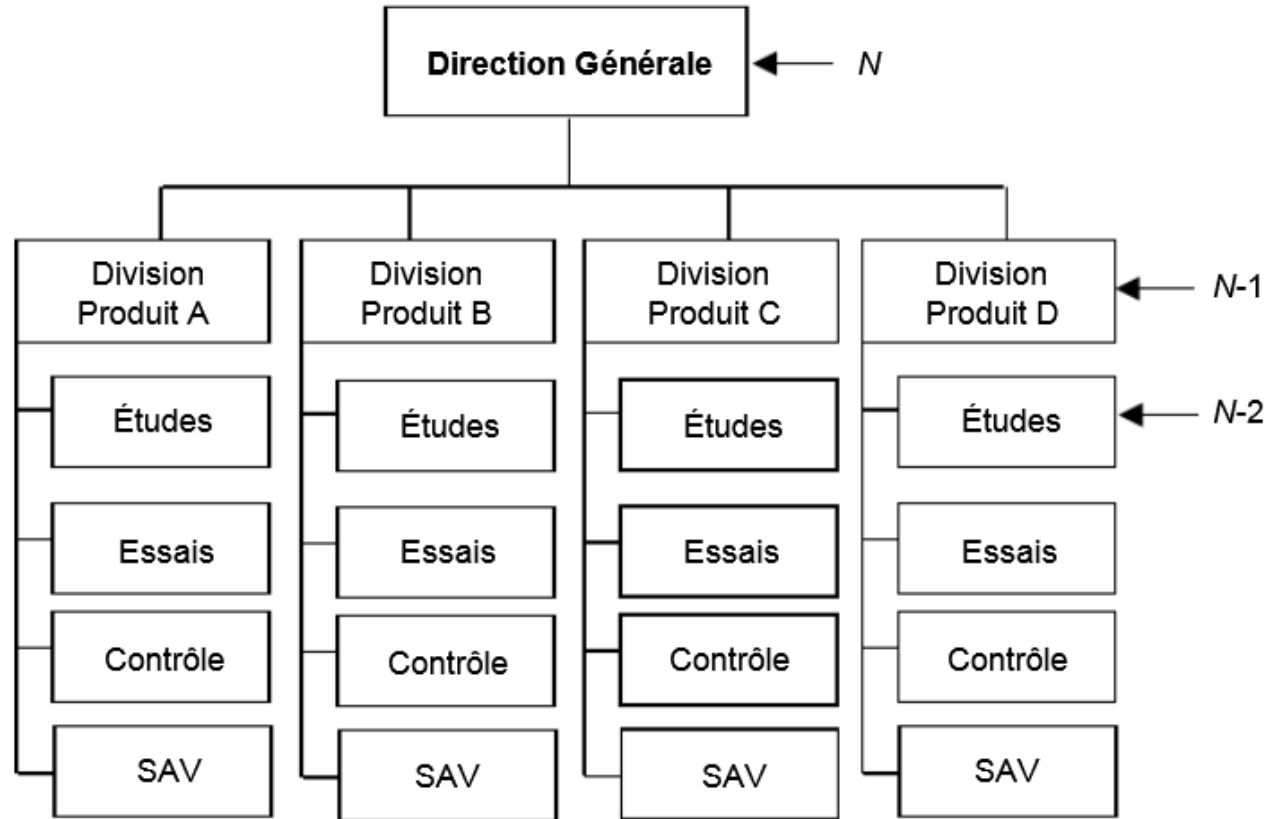 Direction Générale
N
Division
Produit A
Division
Produit B
Division
Produit C
Division
Produit D
N-1
Études
Études
Études
Études
N-2
Essais
Essais
Essais
Essais
Contrôle
Contrôle
Contrôle
Contrôle
SAV
SAV
SAV
SAV